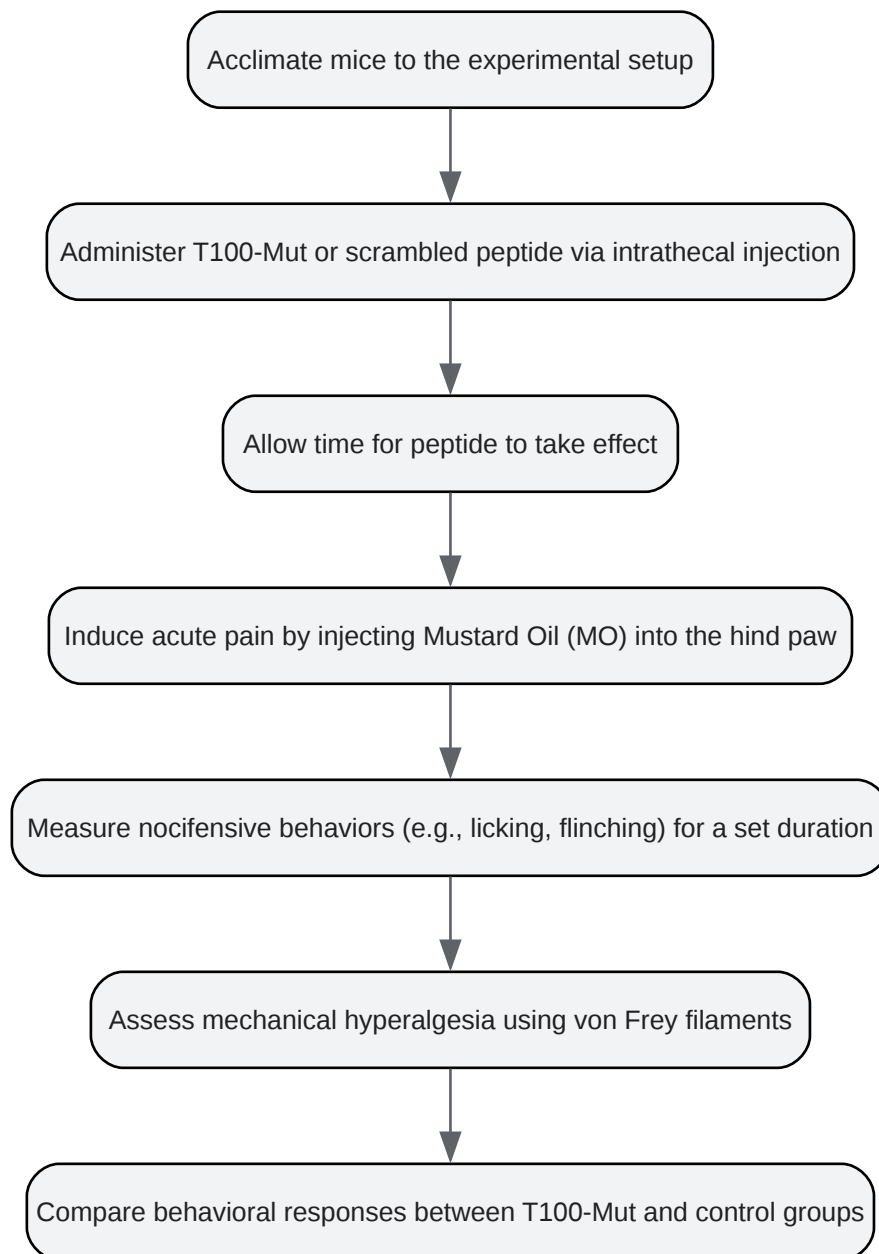 Acclimate mice to the experimental setup
Administer T100-Mut or scrambled peptide via intrathecal injection
Allow time for peptide to take effect
Induce acute pain by injecting Mustard Oil (MO) into the hind paw
Measure nocifensive behaviors (e.g., licking, flinching) for a set duration
Assess mechanical hyperalgesia using von Frey filaments
Compare behavioral responses between T100-Mut and control groups